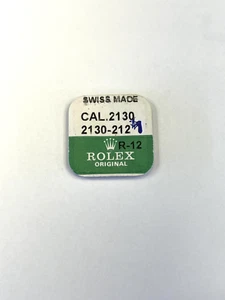 SWISS MADE
CAL.2130
2130-212
R-12
ROLEX
ORIGINAL